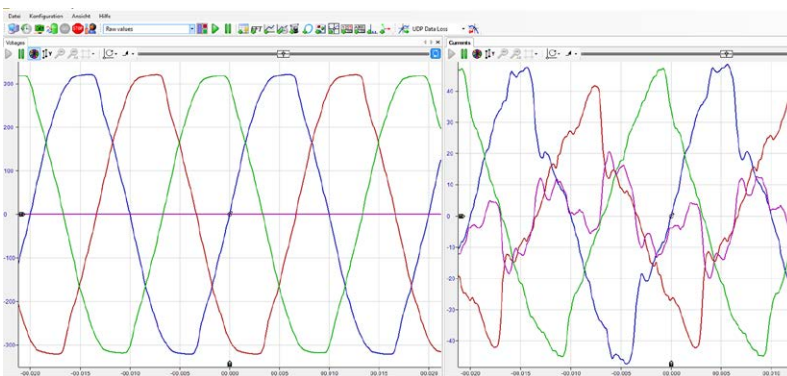 Datei Konfiguration Ansicht Hilfe
Raw values
FFT
UDP Data Loss
Voltages
Currents
300
200
100
0
-100
-200
-300
-00.020 -00.015 -00.010 -00.005 00.000 00.005 00.010 00.015 00.020
40
30
20
10
0
-10
-20
-30
-40
-00.020 -00.015 -00.010 -00.005 00.000 00.005 00.010